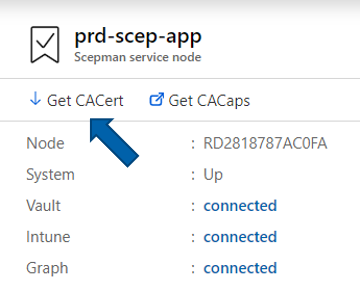 prd-scep-app
Scepman service node
Get CACert Get CACaps
Node : RD2818787AC0FA
System : Up
Vault : connected
Intune : connected
Graph : connected